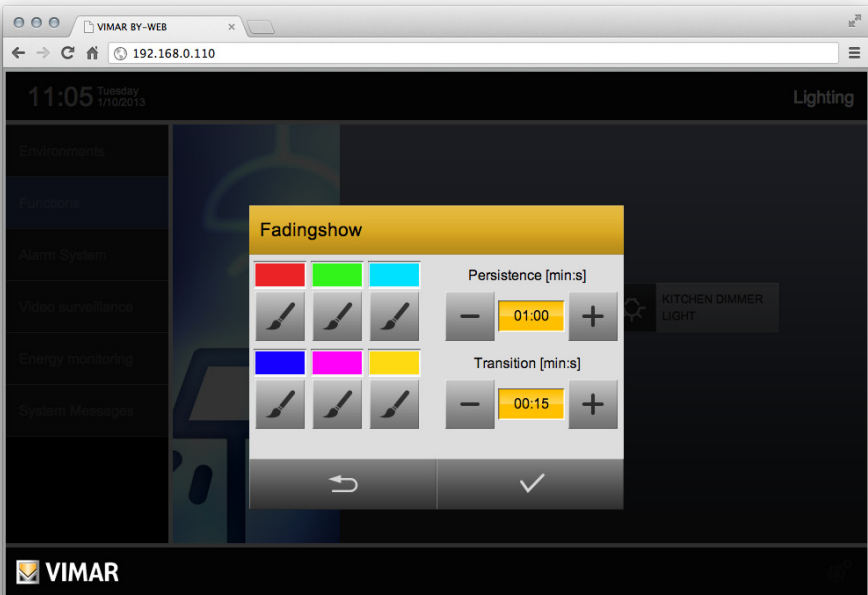 VIMAR BY-WEB
192.168.0.110
11:05 Tuesday
1/10/2013
Lighting
Environments
Functions
Alarm System
Video surveillance
Energy monitoring
System Messages
Fadingshow
Persistence [min:s]
01:00
Transition [min:s]
00:15
KITCHEN DIMMER
LIGHT
VIMAR